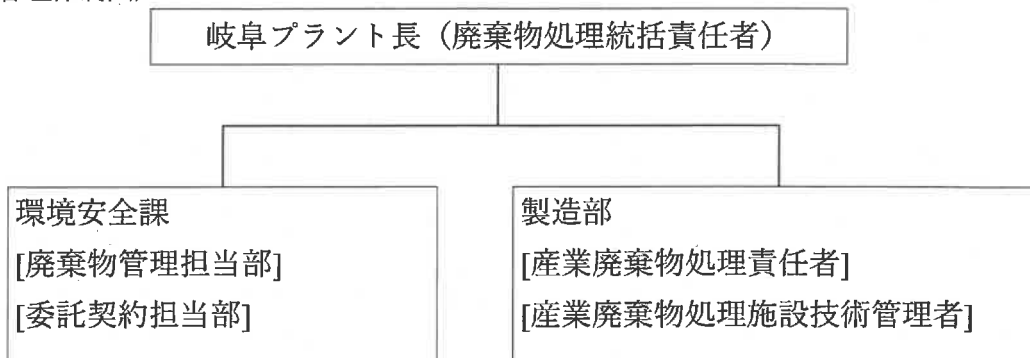 岐阜プラント長（廃棄物処理統括責任者）
環境安全課
[廃棄物管理担当部]
[委託契約担当部]
製造部
[産業廃棄物処理責任者]
[産業廃棄物処理施設技術管理者]